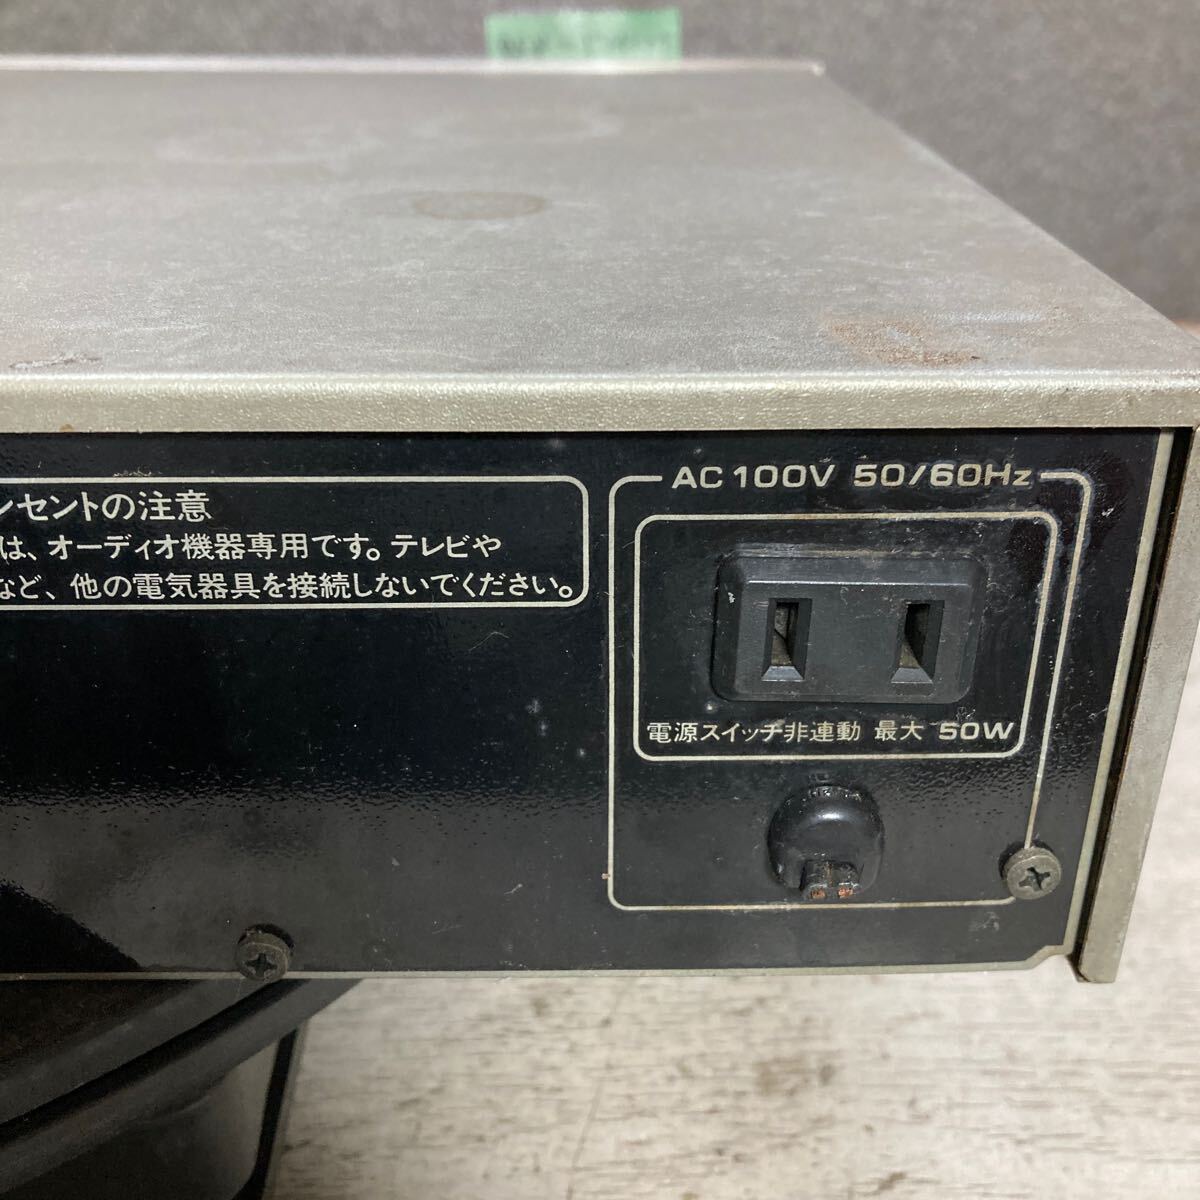 ンセントの注意
は、オーディオ機器専用です。テレビや
など、他の電気器具を接続しないでください。
AC 100V 50/60Hz
電源スイッチ非連動 最大 50W